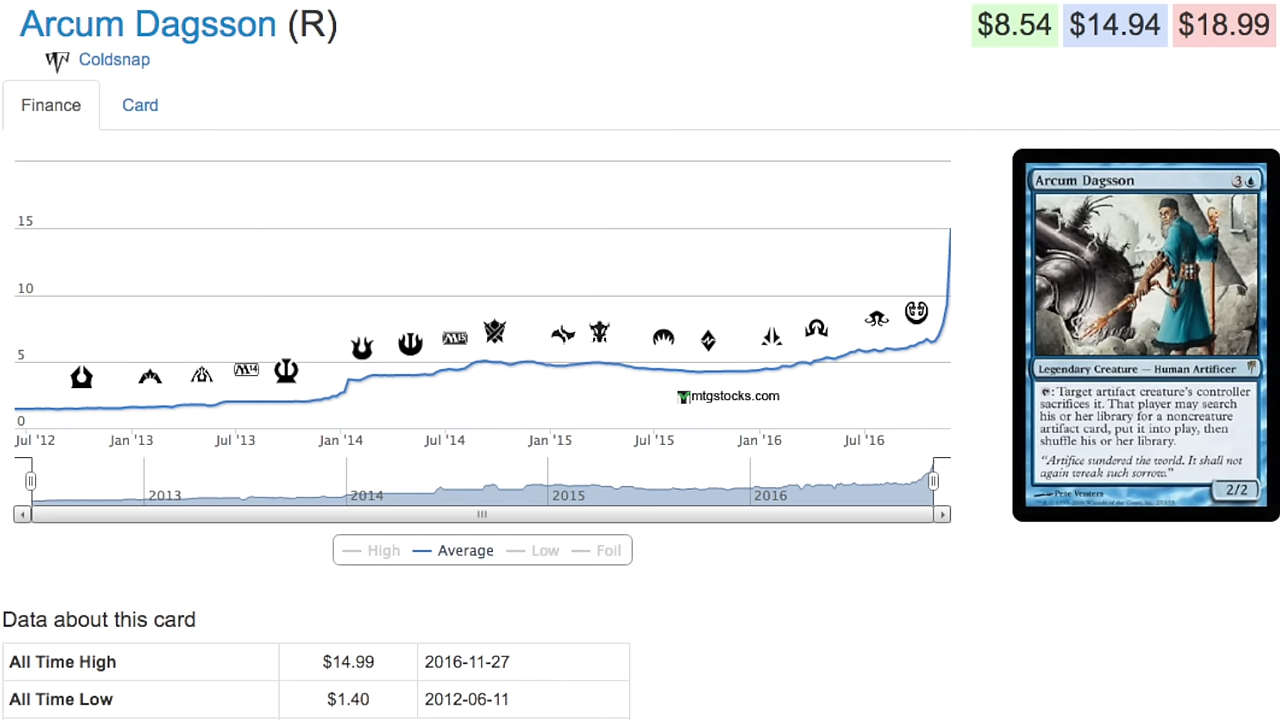 Arcum Dagsson (R)
$8.54 $14.94 $18.99
Coldsnap
Finance Card
15
10
5
0
M14
M15
mtgstocks.com
Jul '12 Jan '13 Jul '13 Jan '14 Jul '14 Jan '15 Jul '15 Jan '16 Jul '16
2013 2014 2015 2016
High Average Low Foil
Arcum Dagsson 3
Legendary Creature — Human Artificer
: Target artifact creature's controller
sacrifices it. That player may search
his or her library for a noncreature
artifact card, put it into play, then
shuffle his or her library.
"Artifice sundered the world. It shall not
again wreak such sorrow."
Pete Venters
2/2
Data about this card
All Time High $14.99 2016-11-27
All Time Low $1.40 2012-06-11